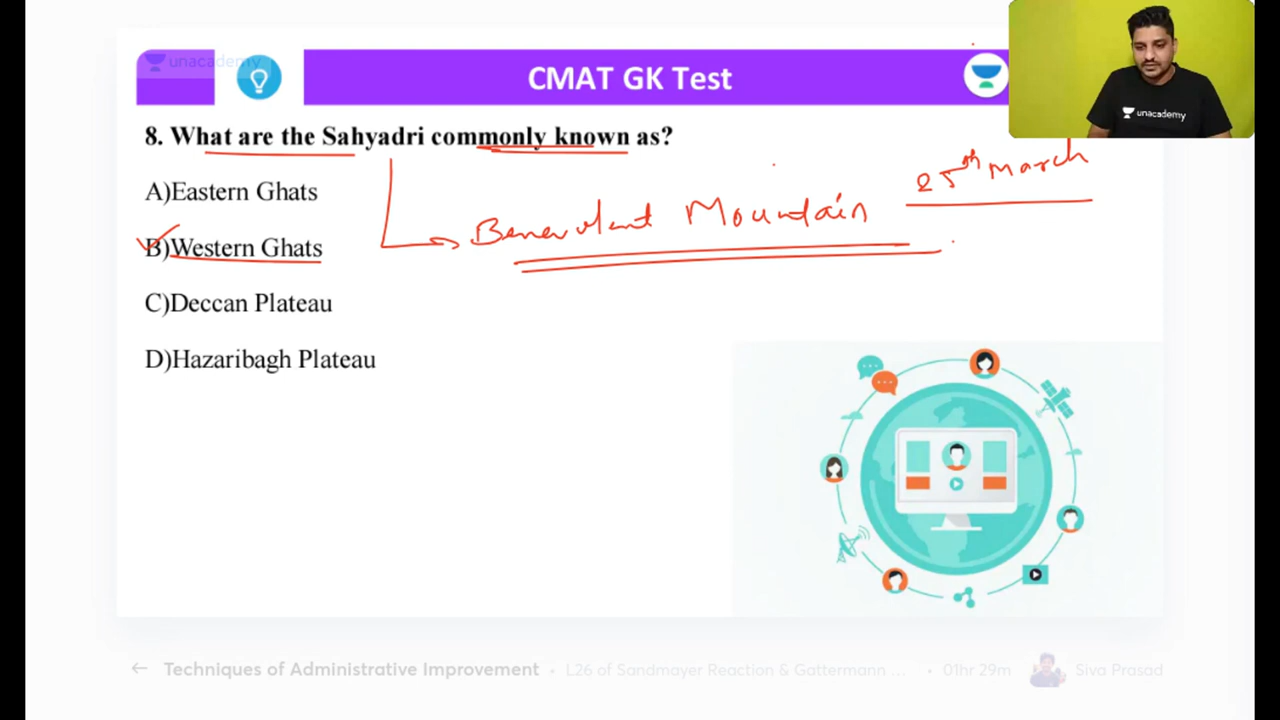 unacademy
CMAT GK Test
unacademy
8. What are the Sahyadri commonly known as?
25th March
A)Eastern Ghats
Benevolent Mountain
B)Western Ghats
C)Deccan Plateau
D)Hazaribagh Plateau
Techniques of Administrative Improvement • L26 of Sandmayer Reaction & Gattermann ... • 01hr 29m Siva Prasad